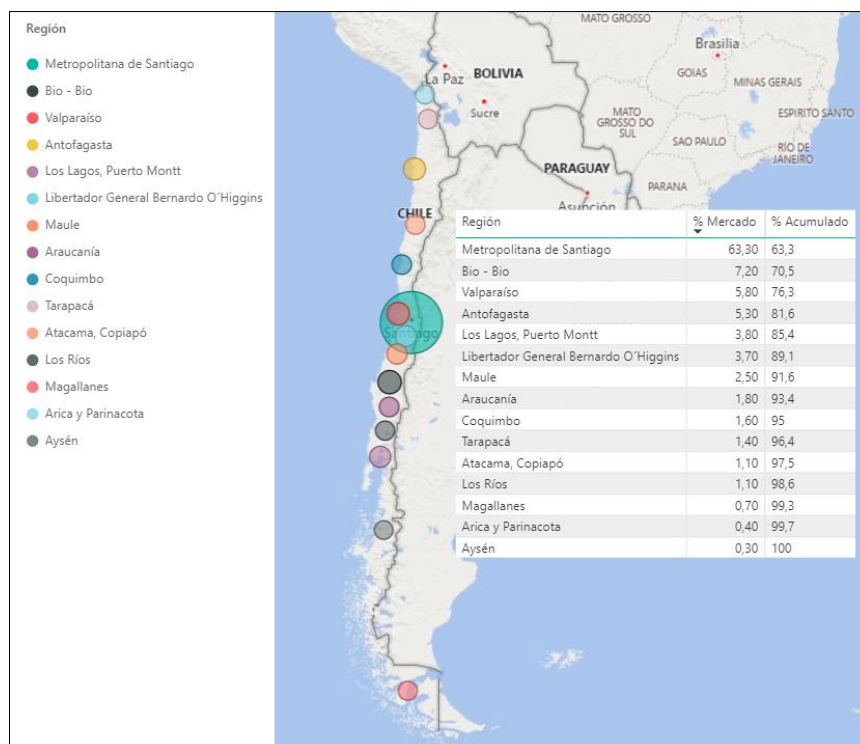 Región
Metropolitana de Santiago
Bio - Bio
Valparaíso
Antofagasta
Los Lagos, Puerto Montt
Libertador General Bernardo O´Higgins
Maule
Araucanía
Coquimbo
Tarapacá
Atacama, Copiapó
Los Ríos
Magallanes
Arica y Parinacota
Aysén
MATO GROSSO
Brasilia
La Paz
BOLIVIA
GOIAS
MINAS GERAIS
Sucre
MATO
GROSSO DO
SUL
ESPIRITO SANTO
SAO PAULO
RÍO DE
JANEIRO
PARAGUAY
PARANA
Asunción
CHILE
Santiago
Región % Mercado % Acumulado
Metropolitana de Santiago 63,30 63,3
Bio - Bio 7,20 70,5
Valparaíso 5,80 76,3
Antofagasta 5,30 81,6
Los Lagos, Puerto Montt 3,80 85,4
Libertador General Bernardo O´Higgins 3,70 89,1
Maule 2,50 91,6
Araucanía 1,80 93,4
Coquimbo 1,60 95
Tarapacá 1,40 96,4
Atacama, Copiapó 1,10 97,5
Los Ríos 1,10 98,6
Magallanes 0,70 99,3
Arica y Parinacota 0,40 99,7
Aysén 0,30 100